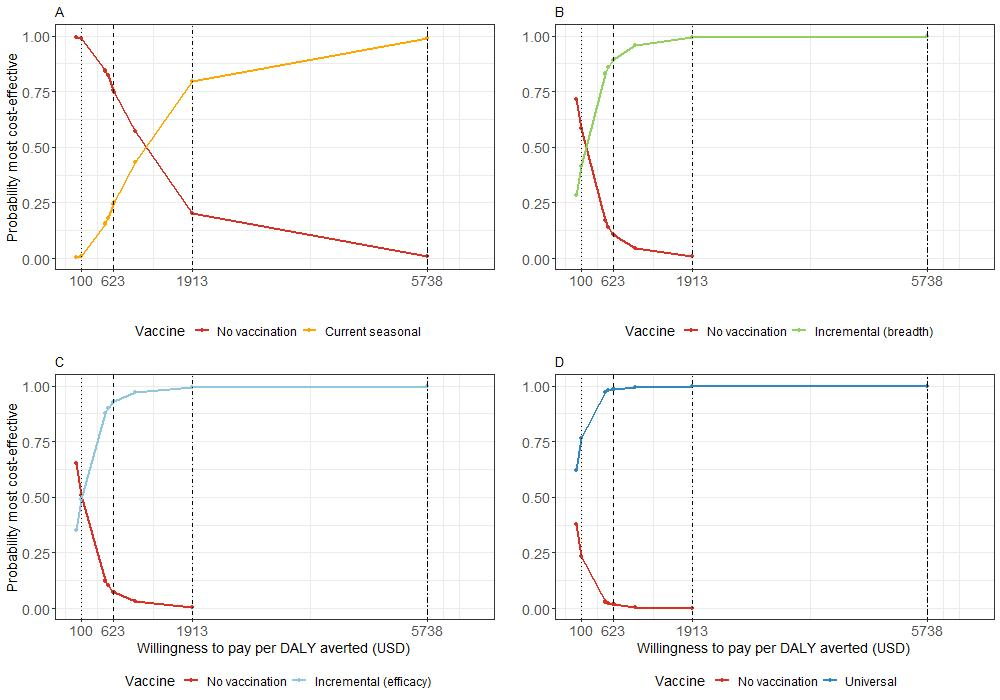 A
B
Probability most cost-effective
1.00
0.75
0.50
0.25
0.00
100 623 1913 5738
1.00
0.75
0.50
0.25
0.00
100 623 1913 5738
Vaccine No vaccination Current seasonal
Vaccine No vaccination Incremental (breadth)
C
D
Probability most cost-effective
1.00
0.75
0.50
0.25
0.00
100 623 1913 5738
Willingness to pay per DALY averted (USD)
1.00
0.75
0.50
0.25
0.00
100 623 1913 5738
Willingness to pay per DALY averted (USD)
Vaccine No vaccination Incremental (efficacy)
Vaccine No vaccination Universal